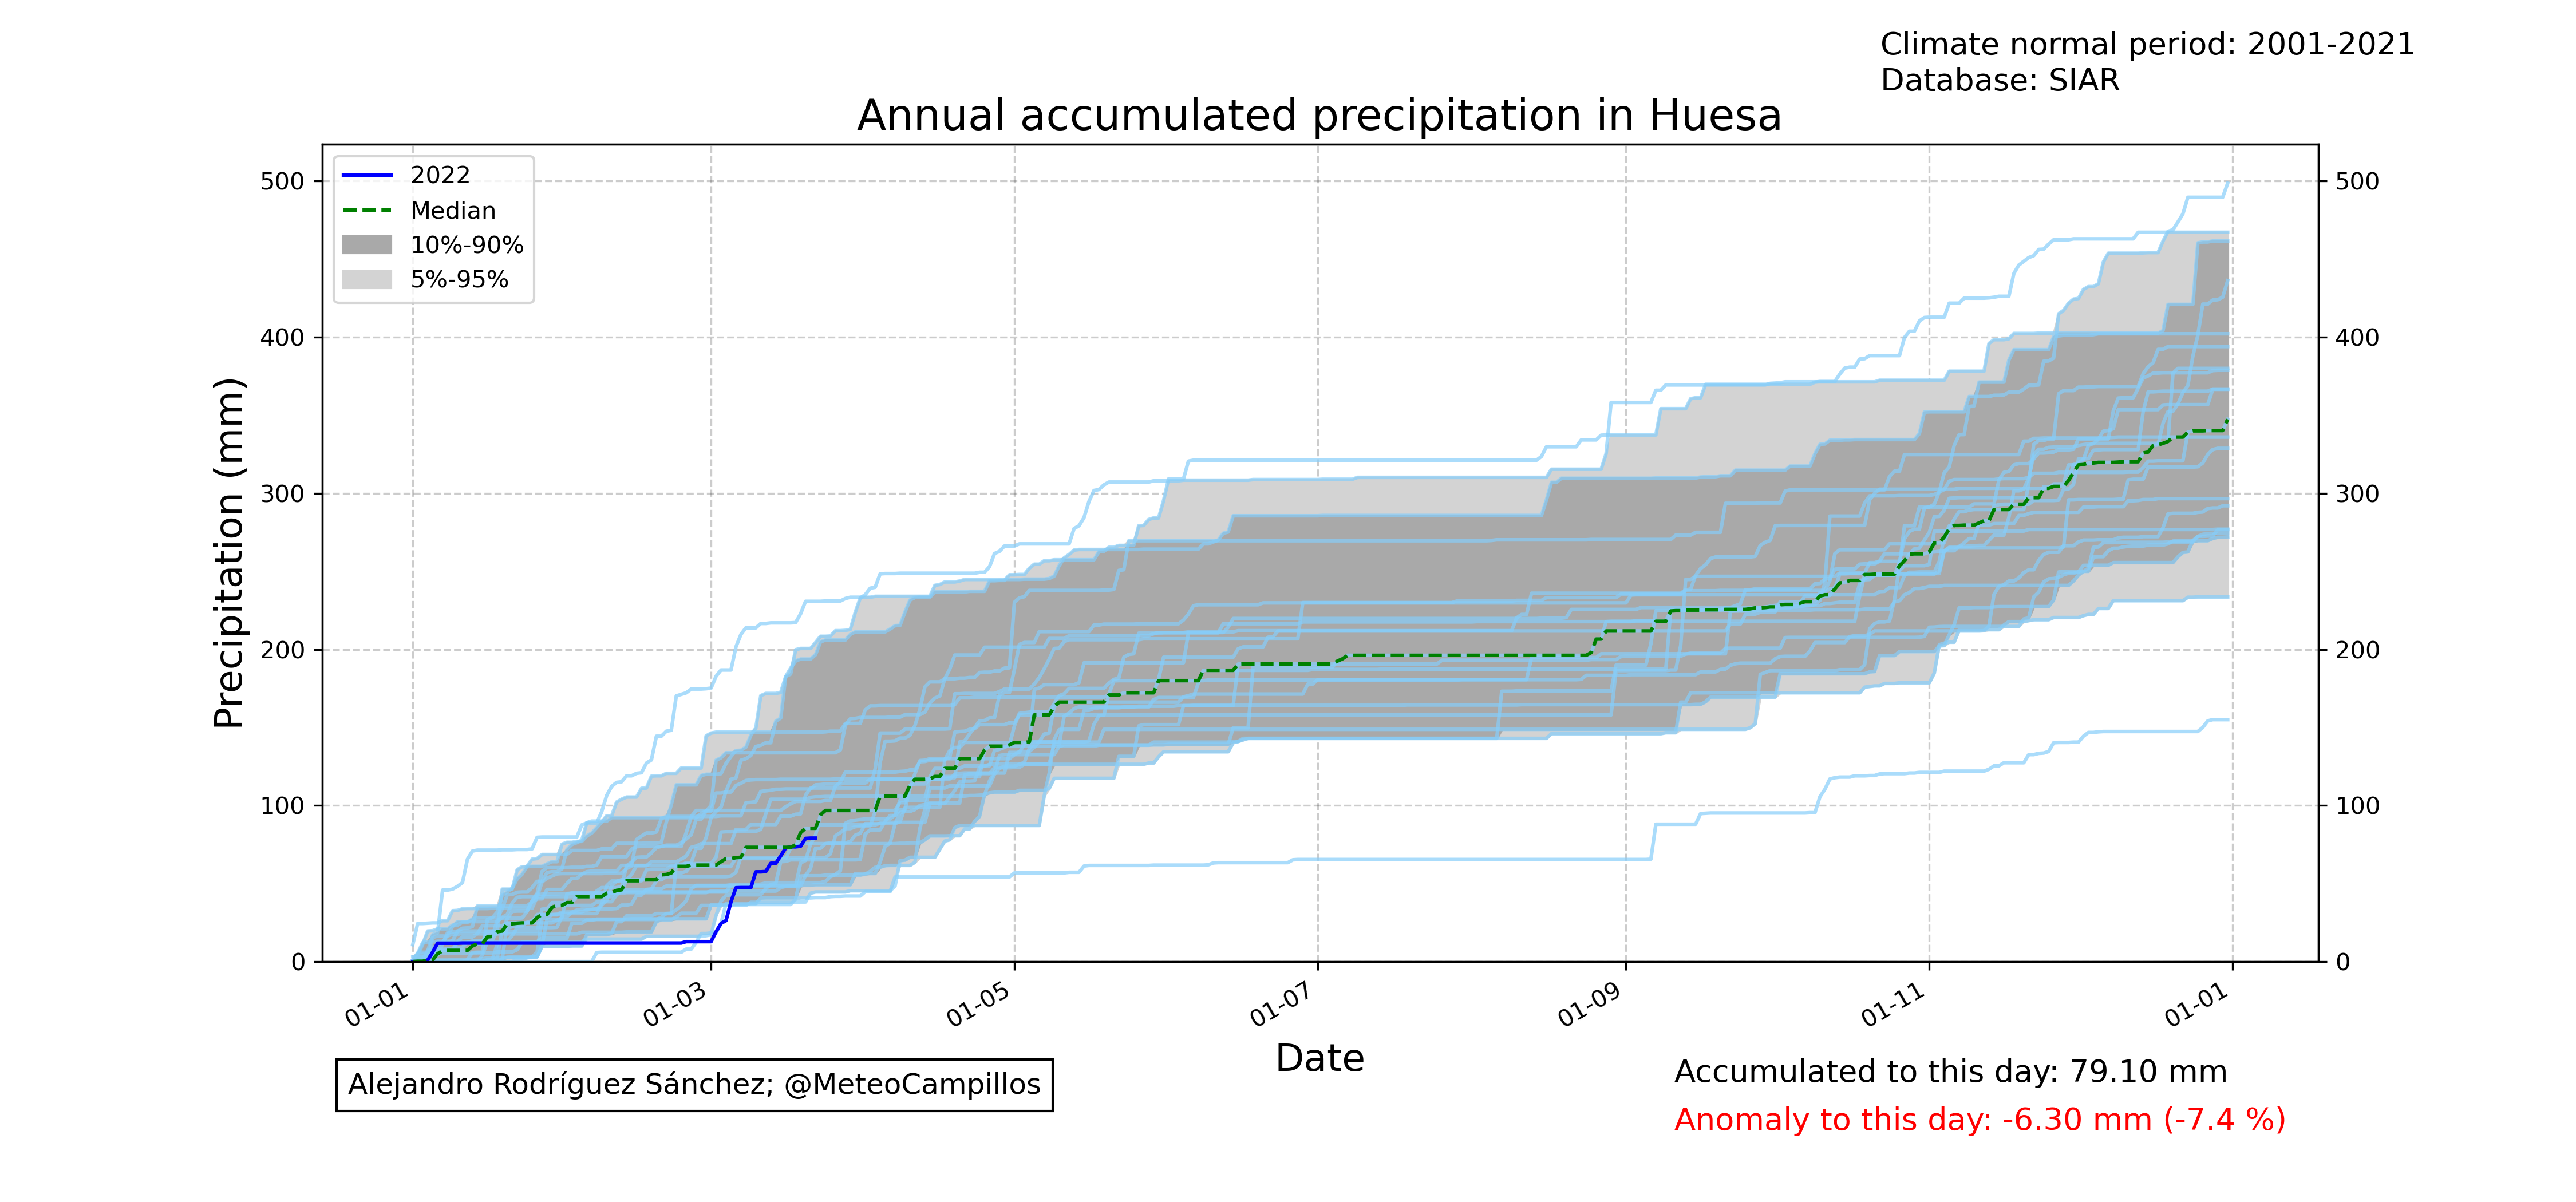 Climate normal period: 2001-2021
Database: SIAR
Annual accumulated precipitation in Huesa
2022
Median
10%-90%
5%-95%
Precipitation (mm)
500
400
300
200
100
0
500
400
300
200
100
0
01-01
01-03
01-05
01-07
01-09
01-11
01-01
Date
Alejandro Rodríguez Sánchez; @MeteoCampillos
Accumulated to this day: 79.10 mm
Anomaly to this day: -6.30 mm (-7.4 %)